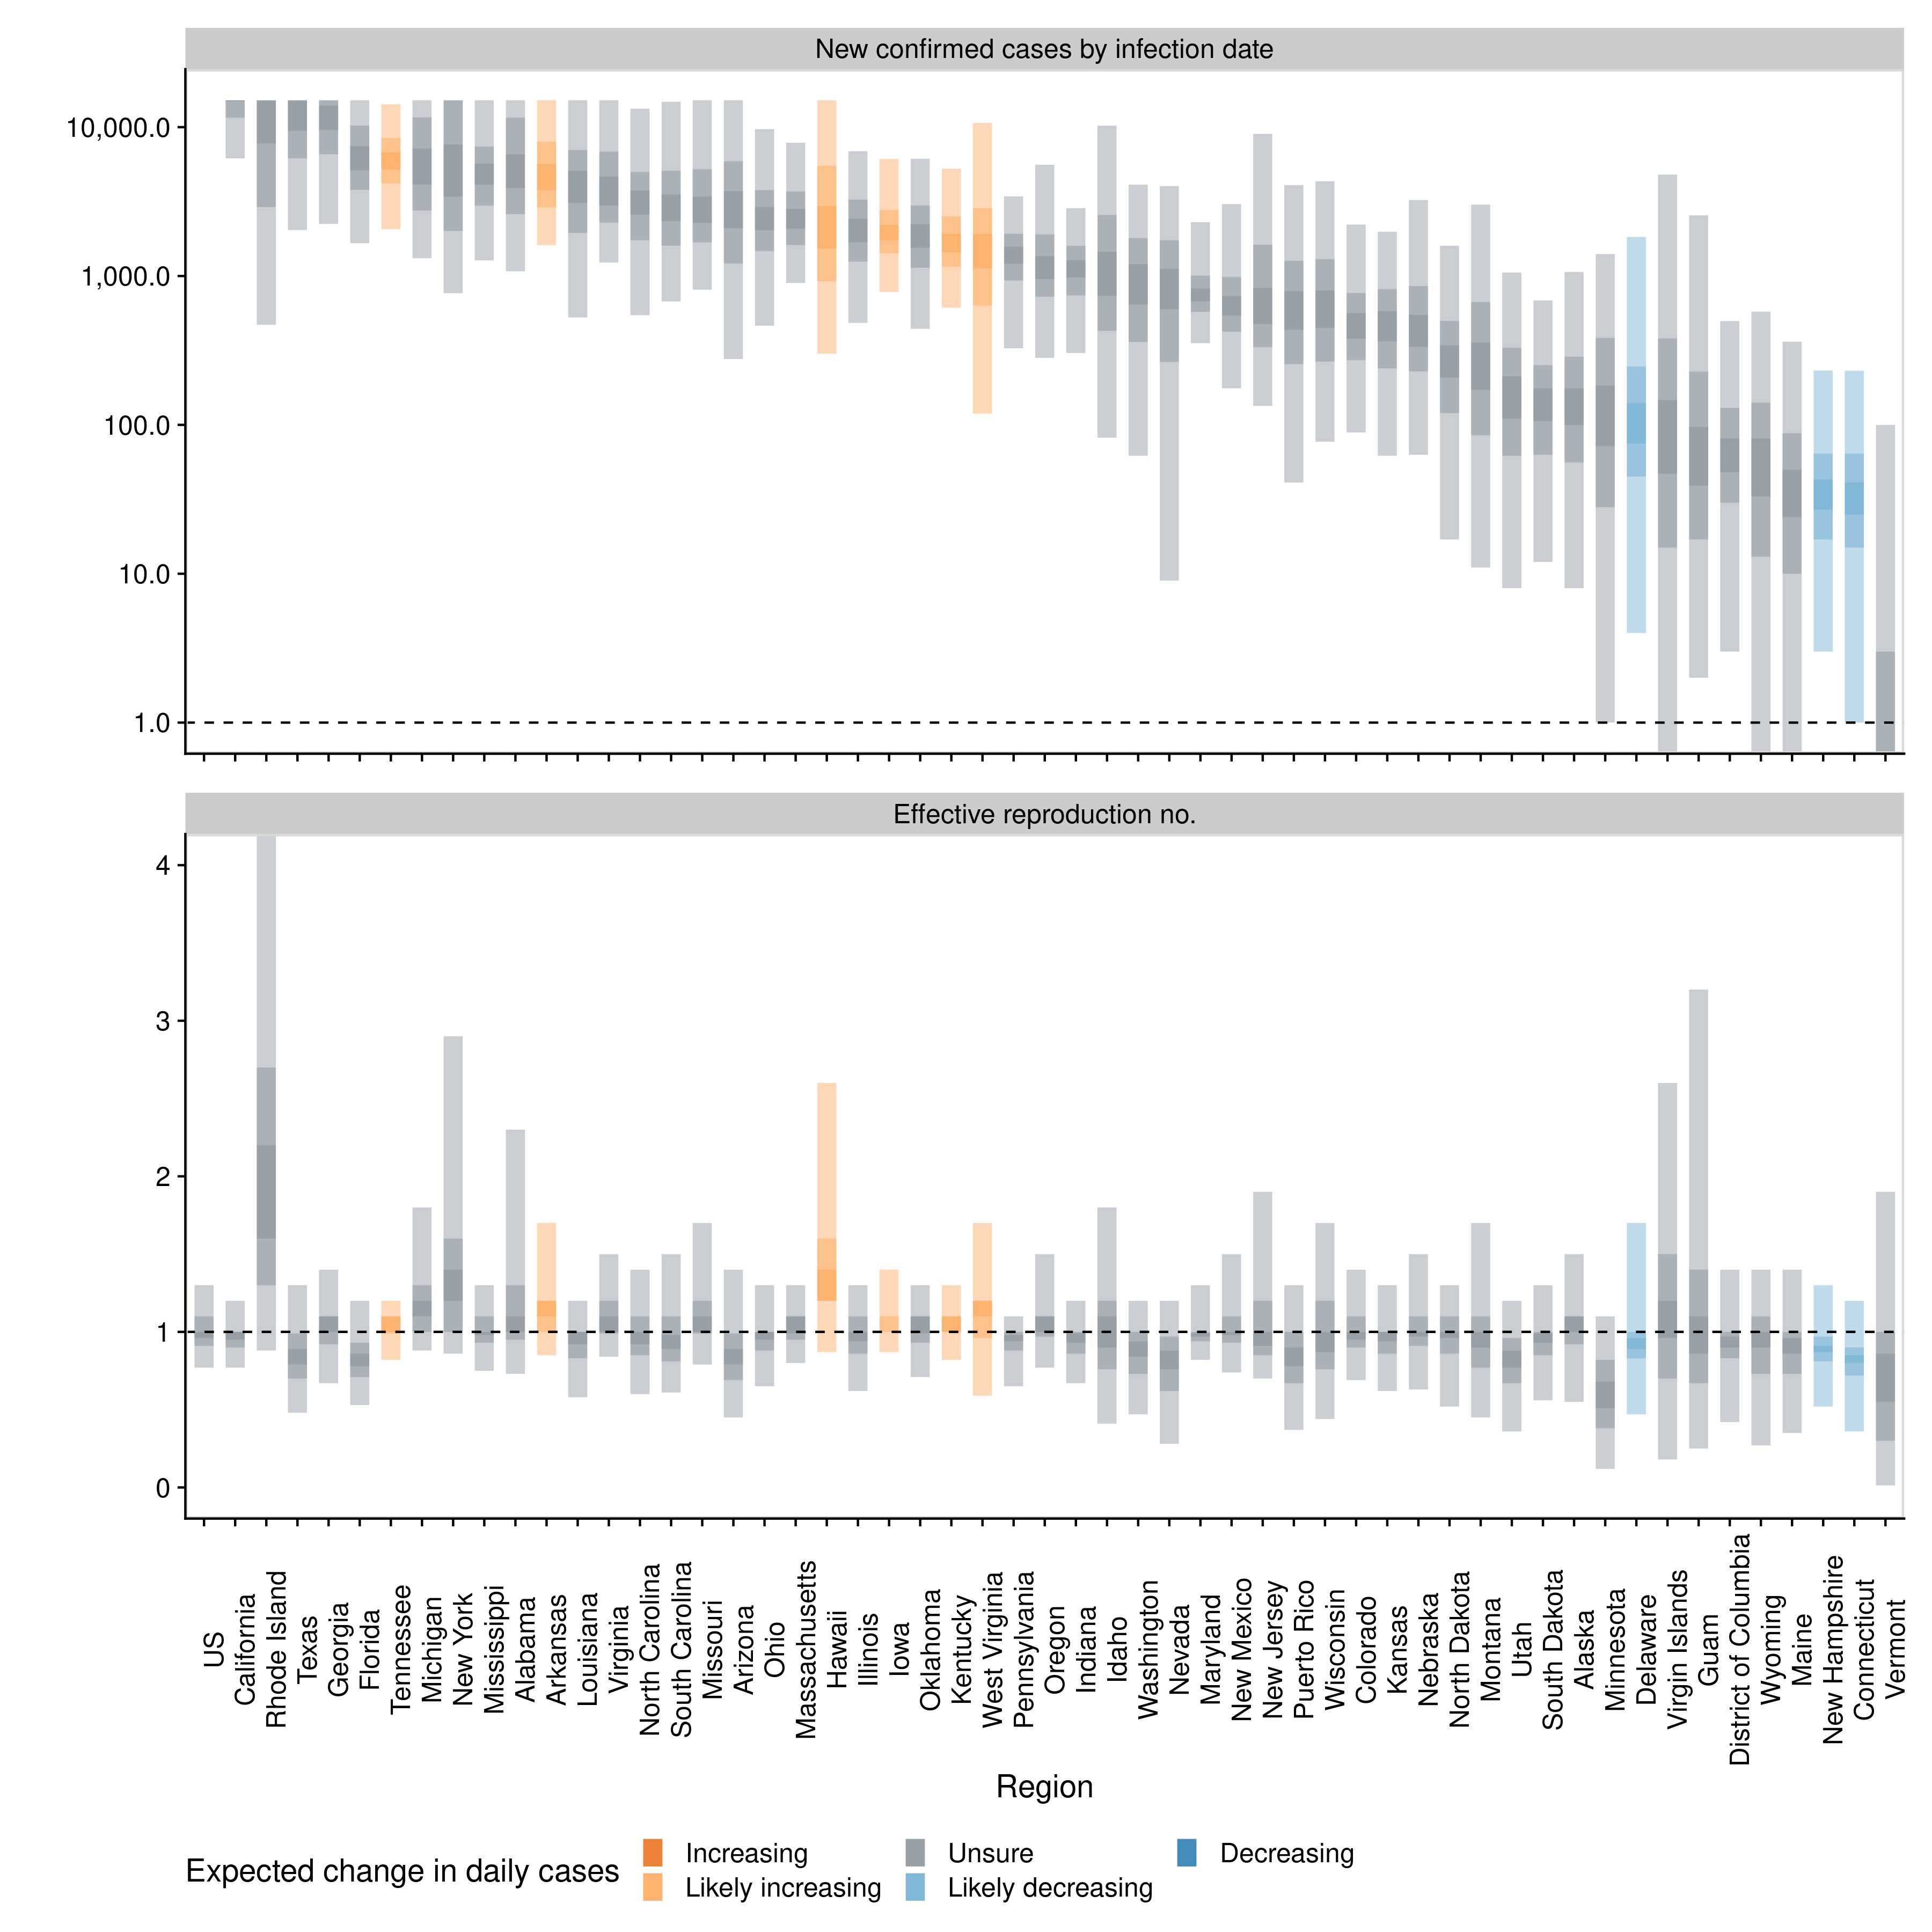 New confirmed cases by infection date
10,000.0
1,000.0
100.0
10.0
1.0
Effective reproduction no.
4
3
2
1
0
US
California
Rhode Island
Texas
Georgia
Florida
Tennessee
Michigan
New York
Mississippi
Alabama
Arkansas
Louisiana
Virginia
North Carolina
South Carolina
Missouri
Arizona
Ohio
Massachusetts
Hawaii
Illinois
Iowa
Oklahoma
Kentucky
West Virginia
Pennsylvania
Oregon
Indiana
Idaho
Washington
Nevada
Maryland
New Mexico
New Jersey
Puerto Rico
Wisconsin
Colorado
Kansas
Nebraska
North Dakota
Montana
Utah
South Dakota
Alaska
Minnesota
Delaware
Virgin Islands
Guam
District of Columbia
Wyoming
Maine
New Hampshire
Connecticut
Vermont
Region
Expected change in daily cases
Increasing
Likely increasing
Unsure
Likely decreasing
Decreasing